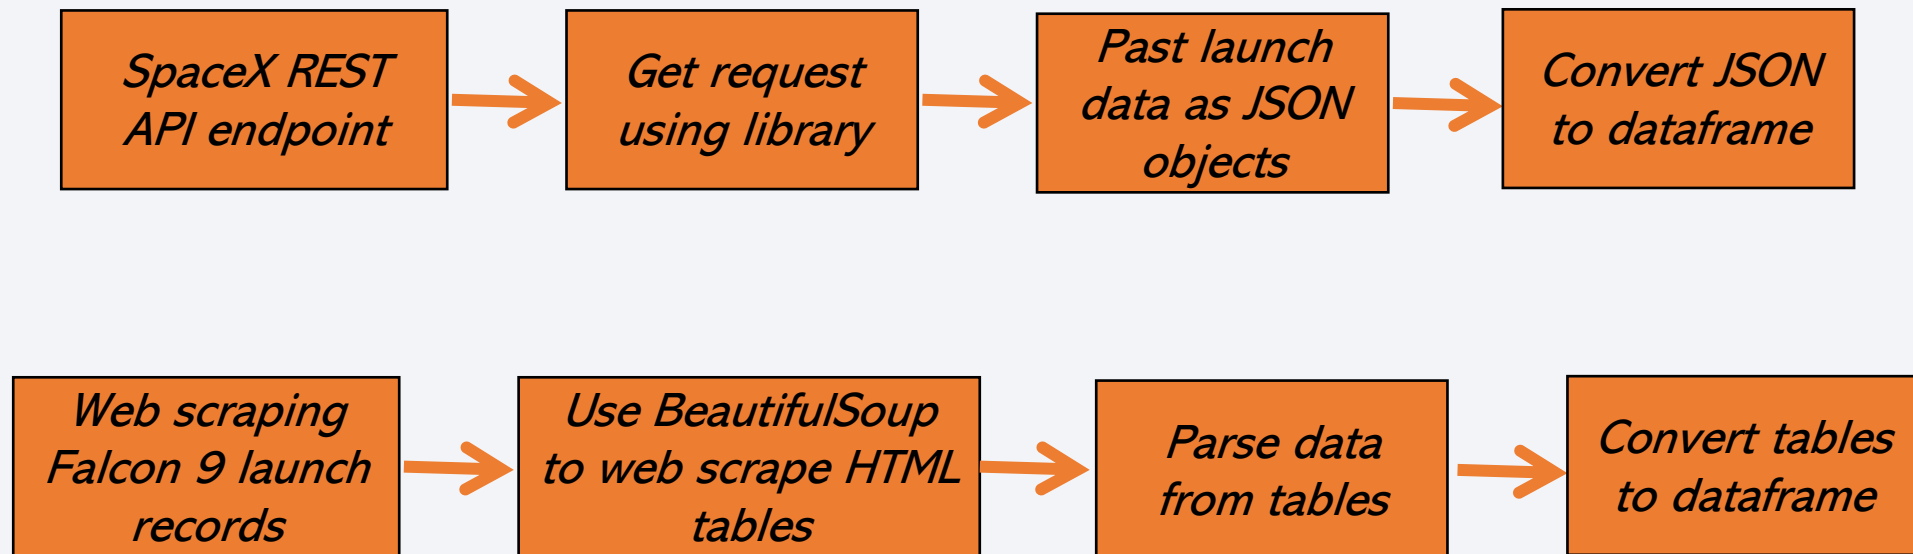 SpaceX REST
API endpoint
Get request
using library
Past launch
data as JSON
objects
Convert JSON
to dataframe
Web scraping
Falcon 9 launch
records
Use BeautifulSoup
to web scrape HTML
tables
Parse data
from tables
Convert tables
to dataframe